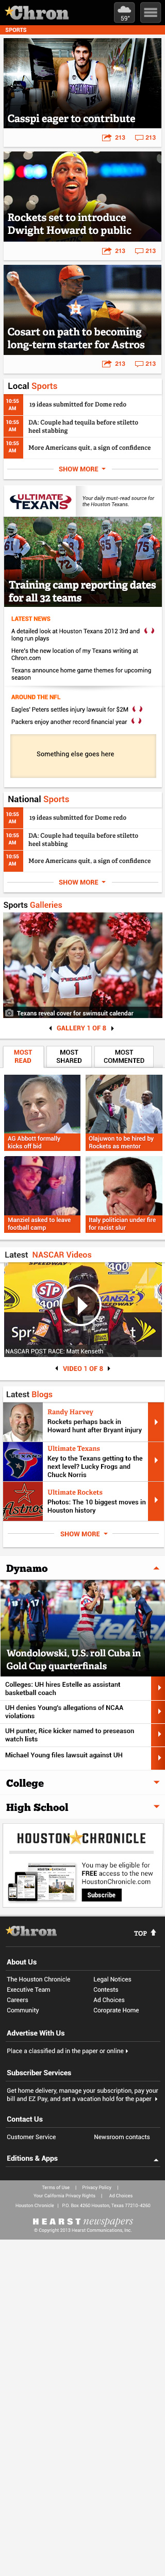 Chron
59°
SPORTS
Casspi eager to contribute
213 213
Rockets set to introduce
Dwight Howard to public
213 213
Cosart on path to becoming
long-term starter for Astros
213 213
Local Sports
10:55 AM
19 ideas submitted for Dome redo
10:55 AM
DA: Couple had tequila before stiletto
heel stabbing
10:55 AM
More Americans quit, a sign of confidence
SHOW MORE
ULTIMATE TEXANS
Your daily must-read source for
the Houston Texans.
Training camp reporting dates
for all 32 teams
LATEST NEWS
A detailed look at Houston Texans 2012 3rd and
long run plays
Here's the new location of my Texans writing at
Chron.com
Texans announce home game themes for upcoming
season
AROUND THE NFL
Eagles' Peters settles injury lawsuit for $2M
Packers enjoy another record financial year
Something else goes here
National Sports
10:55 AM
19 ideas submitted for Dome redo
10:55 AM
DA: Couple had tequila before stiletto
heel stabbing
10:55 AM
More Americans quit, a sign of confidence
SHOW MORE
Sports Galleries
Texans reveal cover for swimsuit calendar
GALLERY 1 OF 8
MOST READ
MOST SHARED
MOST COMMENTED
AG Abbott formally
kicks off bid
Olajuwon to be hired by
Rockets as mentor
Manziel asked to leave
football camp
Italy politician under fire
for racist slur
Latest NASCAR Videos
NASCAR POST RACE: Matt Kenseth
VIDEO 1 OF 8
Latest Blogs
Randy Harvey
Rockets perhaps back in
Howard hunt after Bryant injury
Ultimate Texans
Key to the Texans getting to the
next level? Lucky Frogs and
Chuck Norris
Ultimate Rockets
Photos: The 10 biggest moves in
Houston history
SHOW MORE
Dynamo
Wondolowski, U.S. roll Cuba in
Gold Cup quarterfinals
Colleges: UH hires Estelle as assistant
basketball coach
UH denies Young's allegations of NCAA
violations
UH punter, Rice kicker named to preseason
watch lists
Michael Young files lawsuit against UH
College
High School
HOUSTON CHRONICLE
You may be eligible for
FREE access to the new
HoustonChronicle.com
Subscribe
Chron
TOP
About Us
The Houston Chronicle
Legal Notices
Executive Team
Contests
Careers
Ad Choices
Community
Coroprate Home
Advertise With Us
Place a classified ad in the paper or online
Subscriber Services
Get home delivery, manage your subscription, pay your
bill and EZ Pay, and set a vacation hold for the paper
Contact Us
Customer Service
Newsroom contacts
Editions & Apps
Terms of Use | Privacy Policy |
Your California Privacy Rights | Ad Choices
Houston Chronicle | P.O. Box 4260 Houston, Texas 77210-4260
HEARST newspapers
© Copyright 2013 Hearst Communications, Inc.